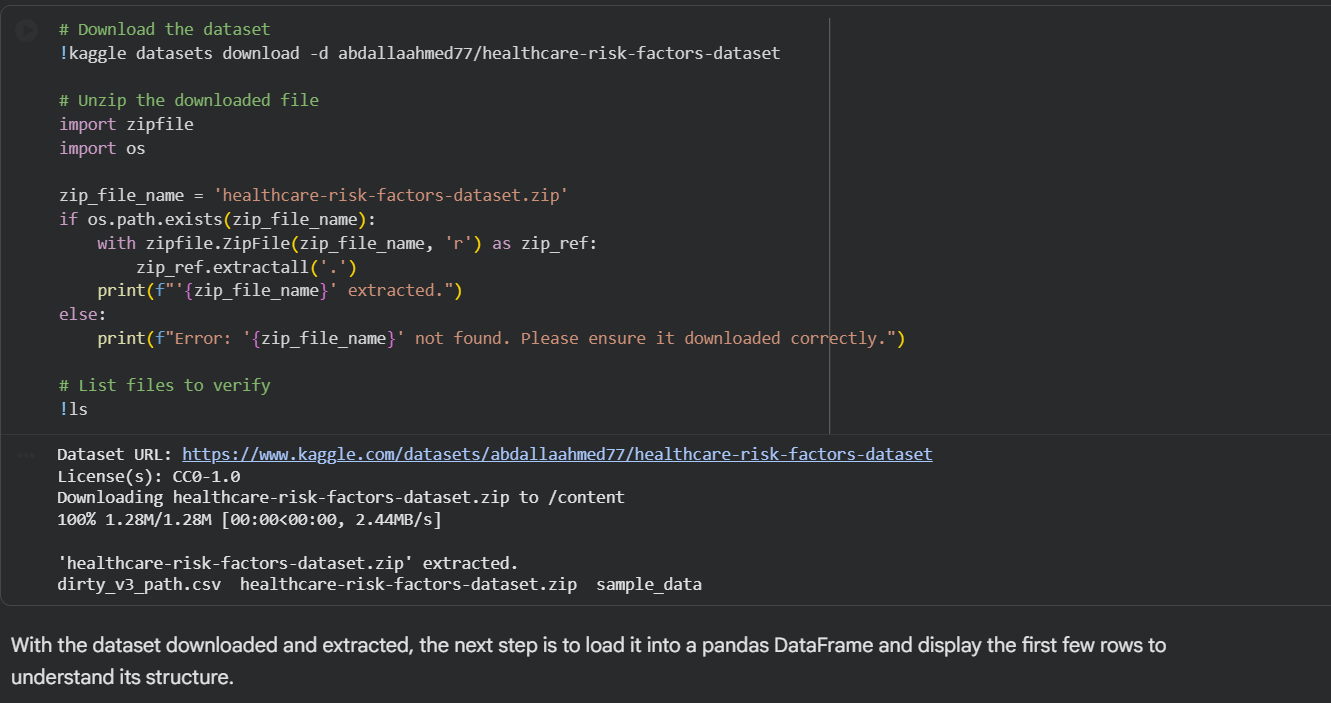 # Download the dataset
!kaggle datasets download -d abdallaahmed77/healthcare-risk-factors-dataset
# Unzip the downloaded file
import zipfile
import os
zip_file_name = 'healthcare-risk-factors-dataset.zip'
if os.path.exists(zip_file_name):
    with zipfile.ZipFile(zip_file_name, 'r') as zip_ref:
        zip_ref.extractall('.')
    print(f"'{zip_file_name}' extracted.")
else:
    print(f"Error: '{zip_file_name}' not found. Please ensure it downloaded correctly.")
# List files to verify
!ls
Dataset URL: https://www.kaggle.com/datasets/abdallaahmed77/healthcare-risk-factors-dataset
License(s): CC0-1.0
Downloading healthcare-risk-factors-dataset.zip to /content
100% 1.28M/1.28M [00:00<00:00, 2.44MB/s]
'healthcare-risk-factors-dataset.zip' extracted.
dirty_v3_path.csv  healthcare-risk-factors-dataset.zip  sample_data
With the dataset downloaded and extracted, the next step is to load it into a pandas DataFrame and display the first few rows to
understand its structure.